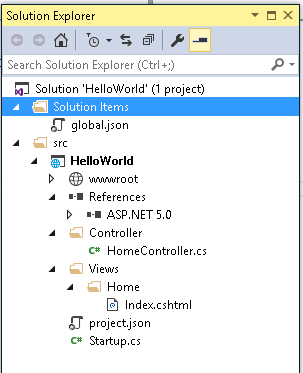 Solution Explorer
Search Solution Explorer (Ctrl+;)
Solution 'HelloWorld' (1 project)
Solution Items
global.json
src
HelloWorld
wwwroot
References
ASP.NET 5.0
Controller
C# HomeController.cs
Views
Home
Index.cshtml
project.json
C# Startup.cs